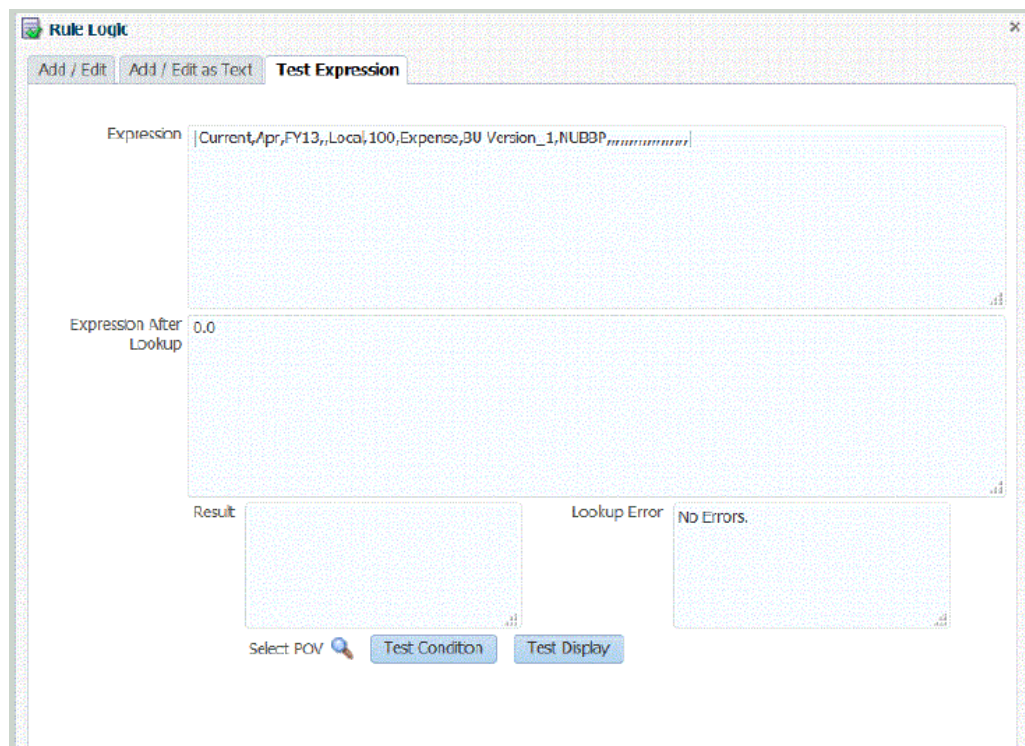 Rule Logic
Add / Edit Add / Edit as Text Test Expression
Expression |Current,Apr,FY13,,Local,100,Expense,BU Version_1,NUBBP,,,,,,,,,,,,,,,,,,,,|
Expression After Lookup 0.0
Result
Lookup Error No Errors.
Select POV Test Condition Test Display